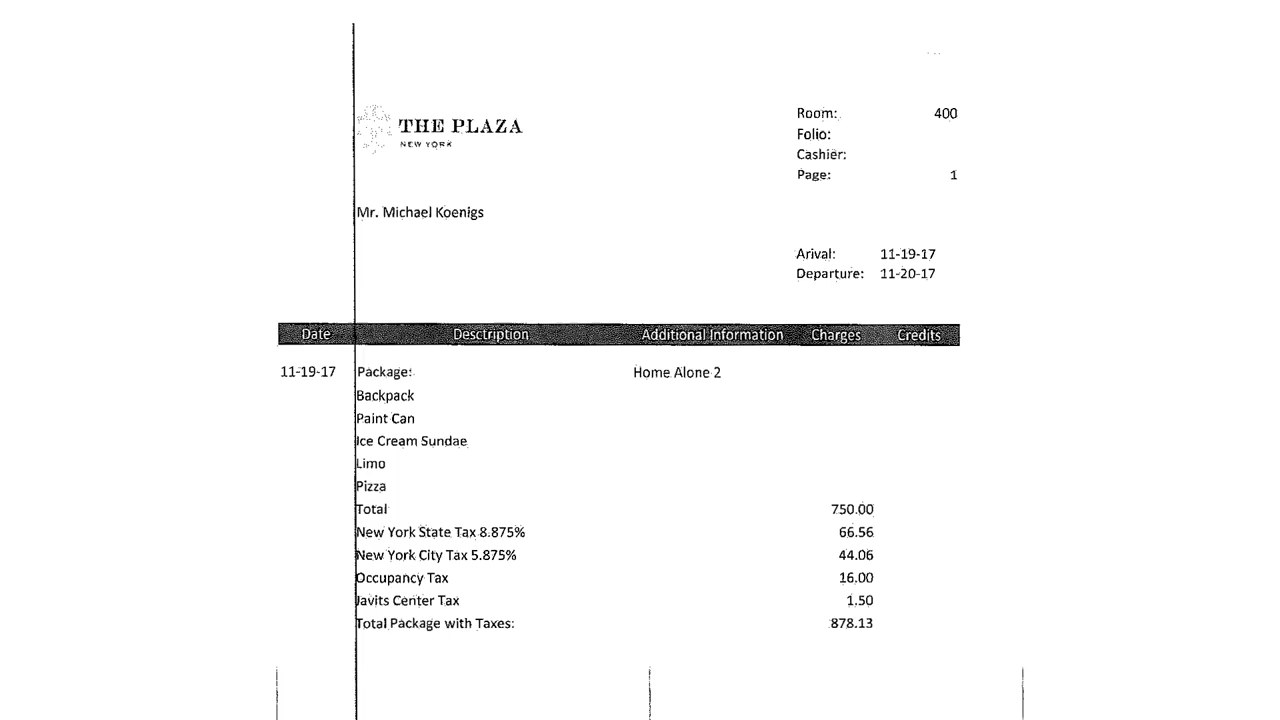 THE PLAZA
NEW YORK
Room: 400
Folio:
Cashier:
Page: 1
Mr. Michael Koenigs
Arival: 11-19-17
Departure: 11-20-17
Date Desctription Additional Information Charges Credits
11-19-17 Package: Home Alone 2
Backpack
Paint Can
Ice Cream Sundae
Limo
Pizza
Total 750.00
New York State Tax 8.875% 66.56
New York City Tax 5.875% 44.06
Occupancy Tax 16.00
Javits Center Tax 1.50
Total Package with Taxes: 878.13